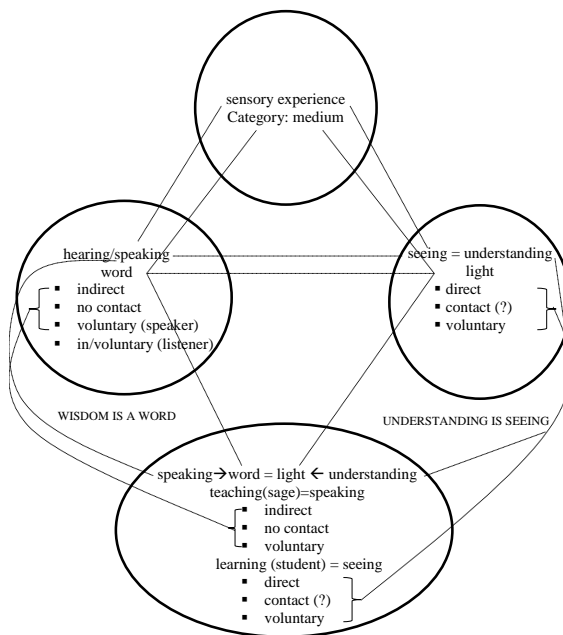 sensory experience
Category: medium
hearing/speaking
word
▪ indirect
▪ no contact
▪ voluntary (speaker)
▪ in/voluntary (listener)
seeing = understanding
light
▪ direct
▪ contact (?)
▪ voluntary
WISDOM IS A WORD
UNDERSTANDING IS SEEING
speaking→word = light ← understanding
teaching(sage)=speaking
▪ indirect
▪ no contact
▪ voluntary
learning (student) = seeing
▪ direct
▪ contact (?)
▪ voluntary